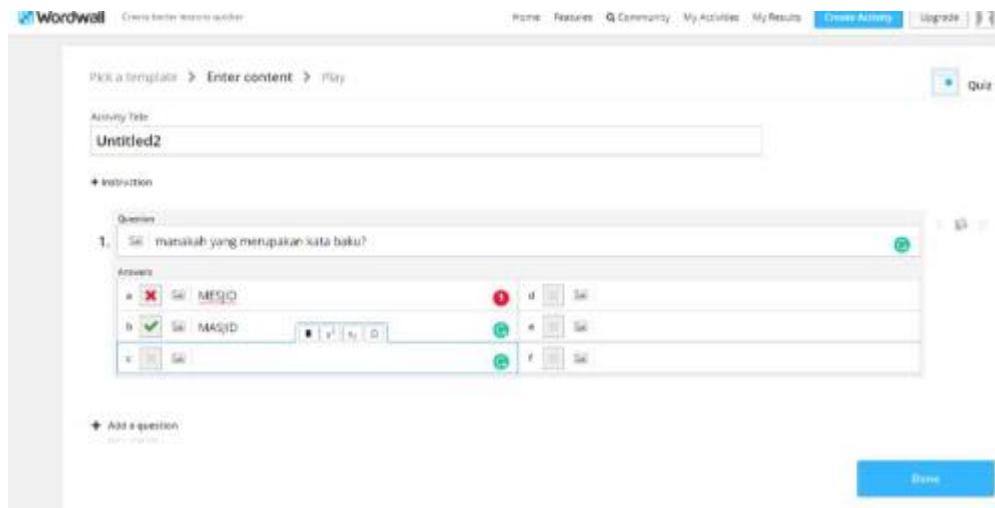 Wordwall Create better lessons quicker Home Features Community My Activities My Results Create Activity Upgrade
Pick a template > Enter content > Play
Quiz
Activity Title
Untitled2
+ Instruction
Question
1. manakah yang merupakan kata baku?
Answers
a MESJID d
b MASJID e
c f
+ Add a question
Done